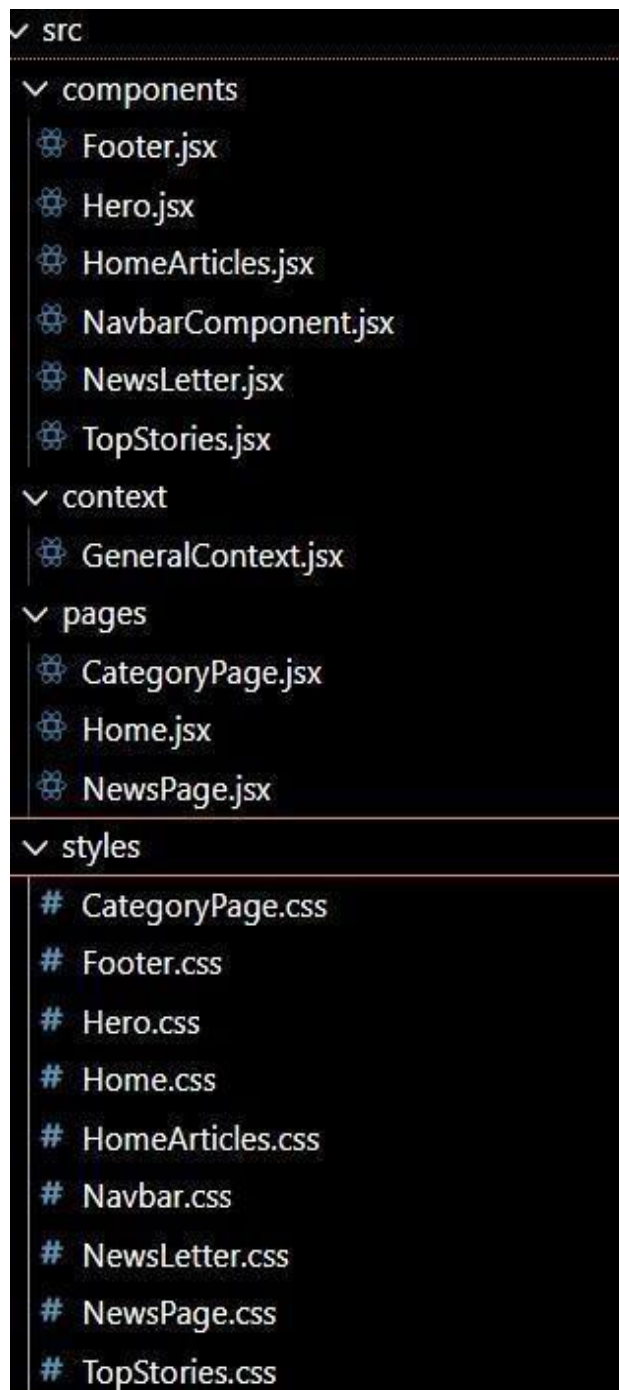 src
components
Footer.jsx
Hero.jsx
HomeArticles.jsx
NavbarComponent.jsx
NewsLetter.jsx
TopStories.jsx
context
GeneralContext.jsx
pages
CategoryPage.jsx
Home.jsx
NewsPage.jsx
styles
# CategoryPage.css
# Footer.css
# Hero.css
# Home.css
# HomeArticles.css
# Navbar.css
# NewsLetter.css
# NewsPage.css
# TopStories.css